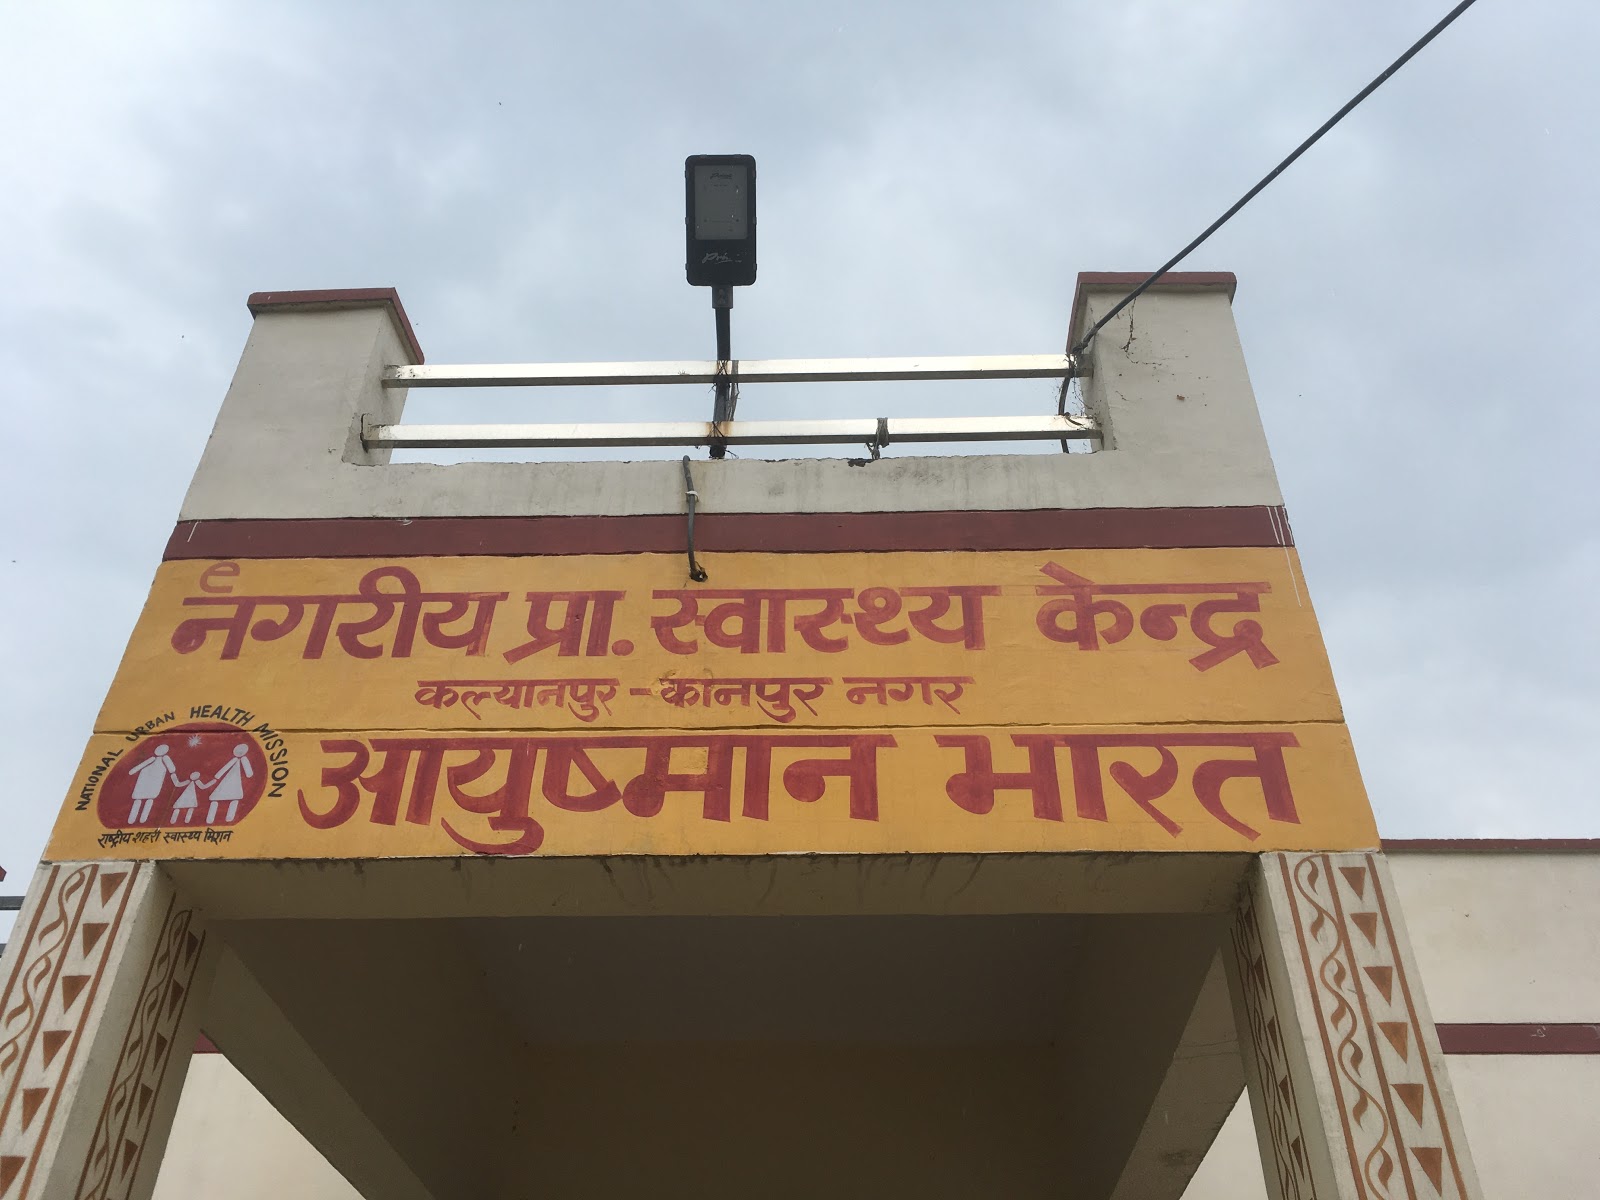 e
नगरीय प्रा. स्वास्थ्य केन्द्र
कल्यानपुर - कानपुर नगर
NATIONAL URBAN HEALTH MISSION
आयुष्मान भारत
राष्ट्रीय शहरी स्वास्थ्य मिशन